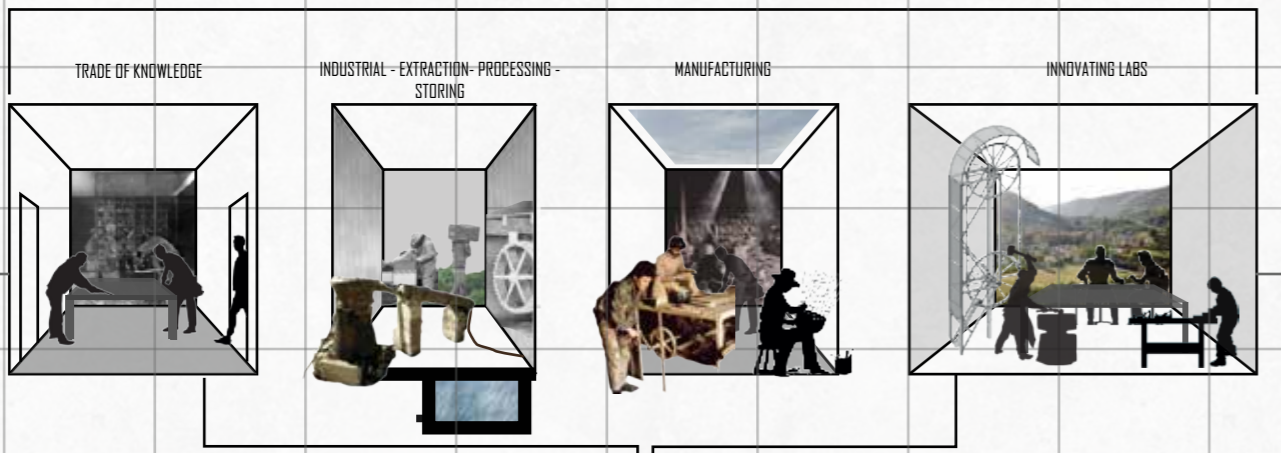 TRADE OF KNOWLEDGE
INDUSTRIAL - EXTRACTION- PROCESSING -
STORING
MANUFACTURING
INNOVATING LABS